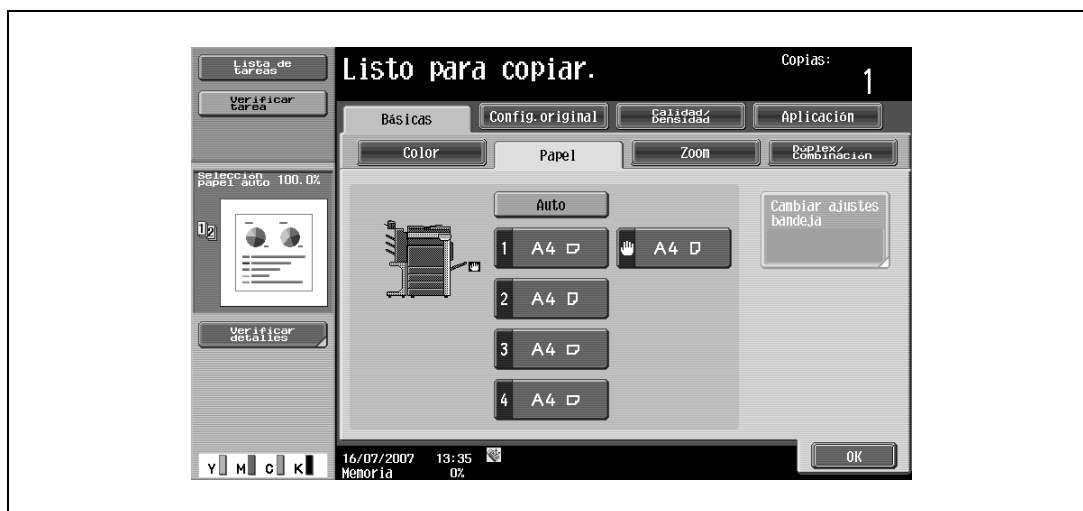 Lista de
tareas
Verificar
tarea
Listo para copiar.
Copias:
1
Básicas
Config.original
Calidad/
Densidad
Aplicación
Color
Papel
Zoom
Dúplex/
Combinación
Selección
papel auto 100.0%
12
Auto
1 A4
A4
2 A4
3 A4
4 A4
Cambiar ajustes
bandeja
Verificar
detalles
Y M C K
16/07/2007 13:35
Memoria 0%
OK